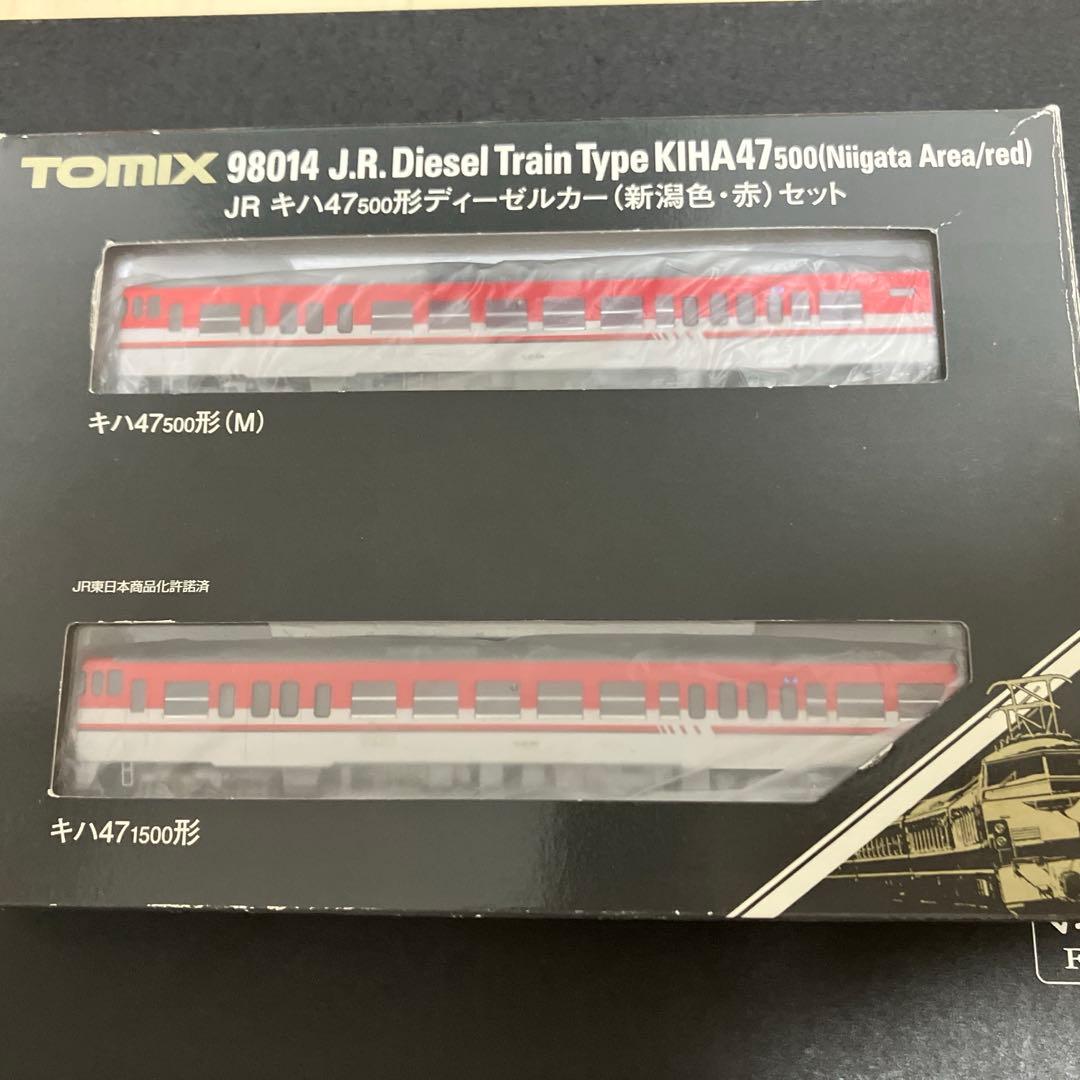 TOMIX 98014 J.R. Diesel Train Type KIHA47500(Niigata Area/red)
JR キハ47500形ディーゼルカー(新潟色・赤)セット
キハ47500形(M)
JR東日本商品化許諾済
キハ471500形